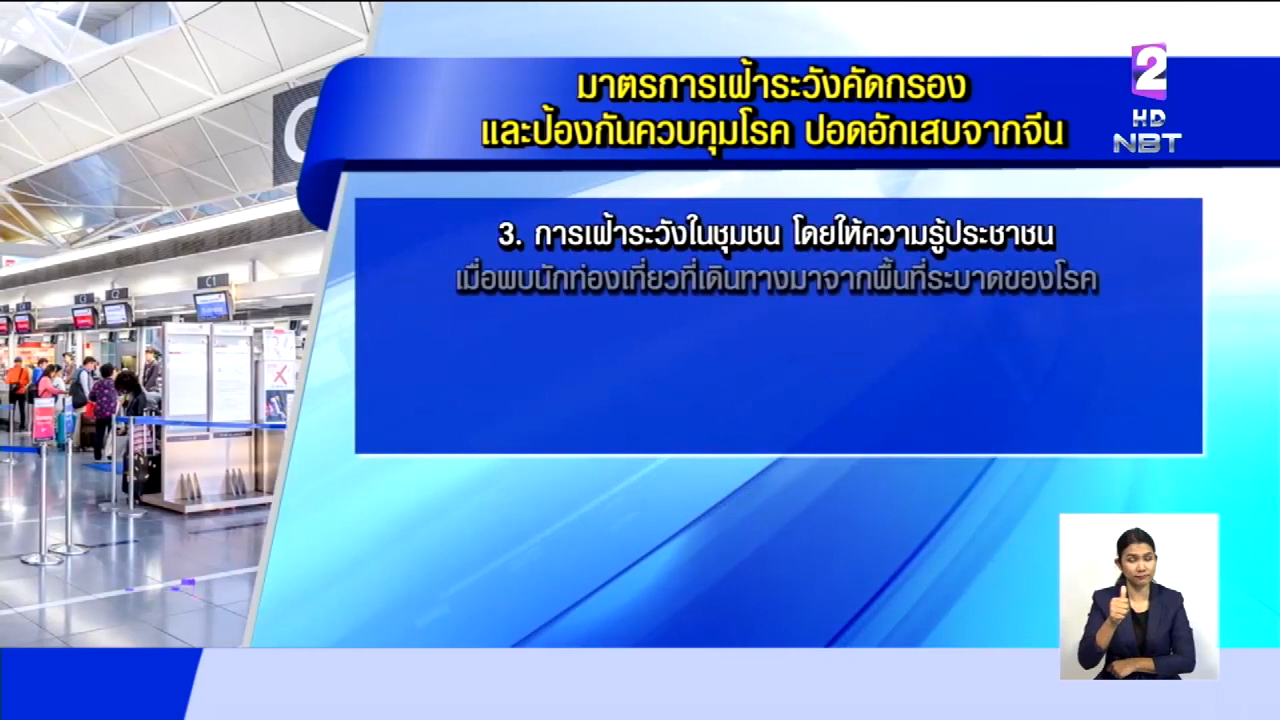 มาตรการเฝ้าระวังคัดกรอง
และป้องกันควบคุมโรค ปอดอักเสบจากจีน
2
HD
NBT
3. การเฝ้าระวังในชุมชน โดยให้ความรู้ประชาชน
เมื่อพบนักท่องเที่ยวที่เดินทางมาจากพื้นที่ระบาดของโรค
C1
C2